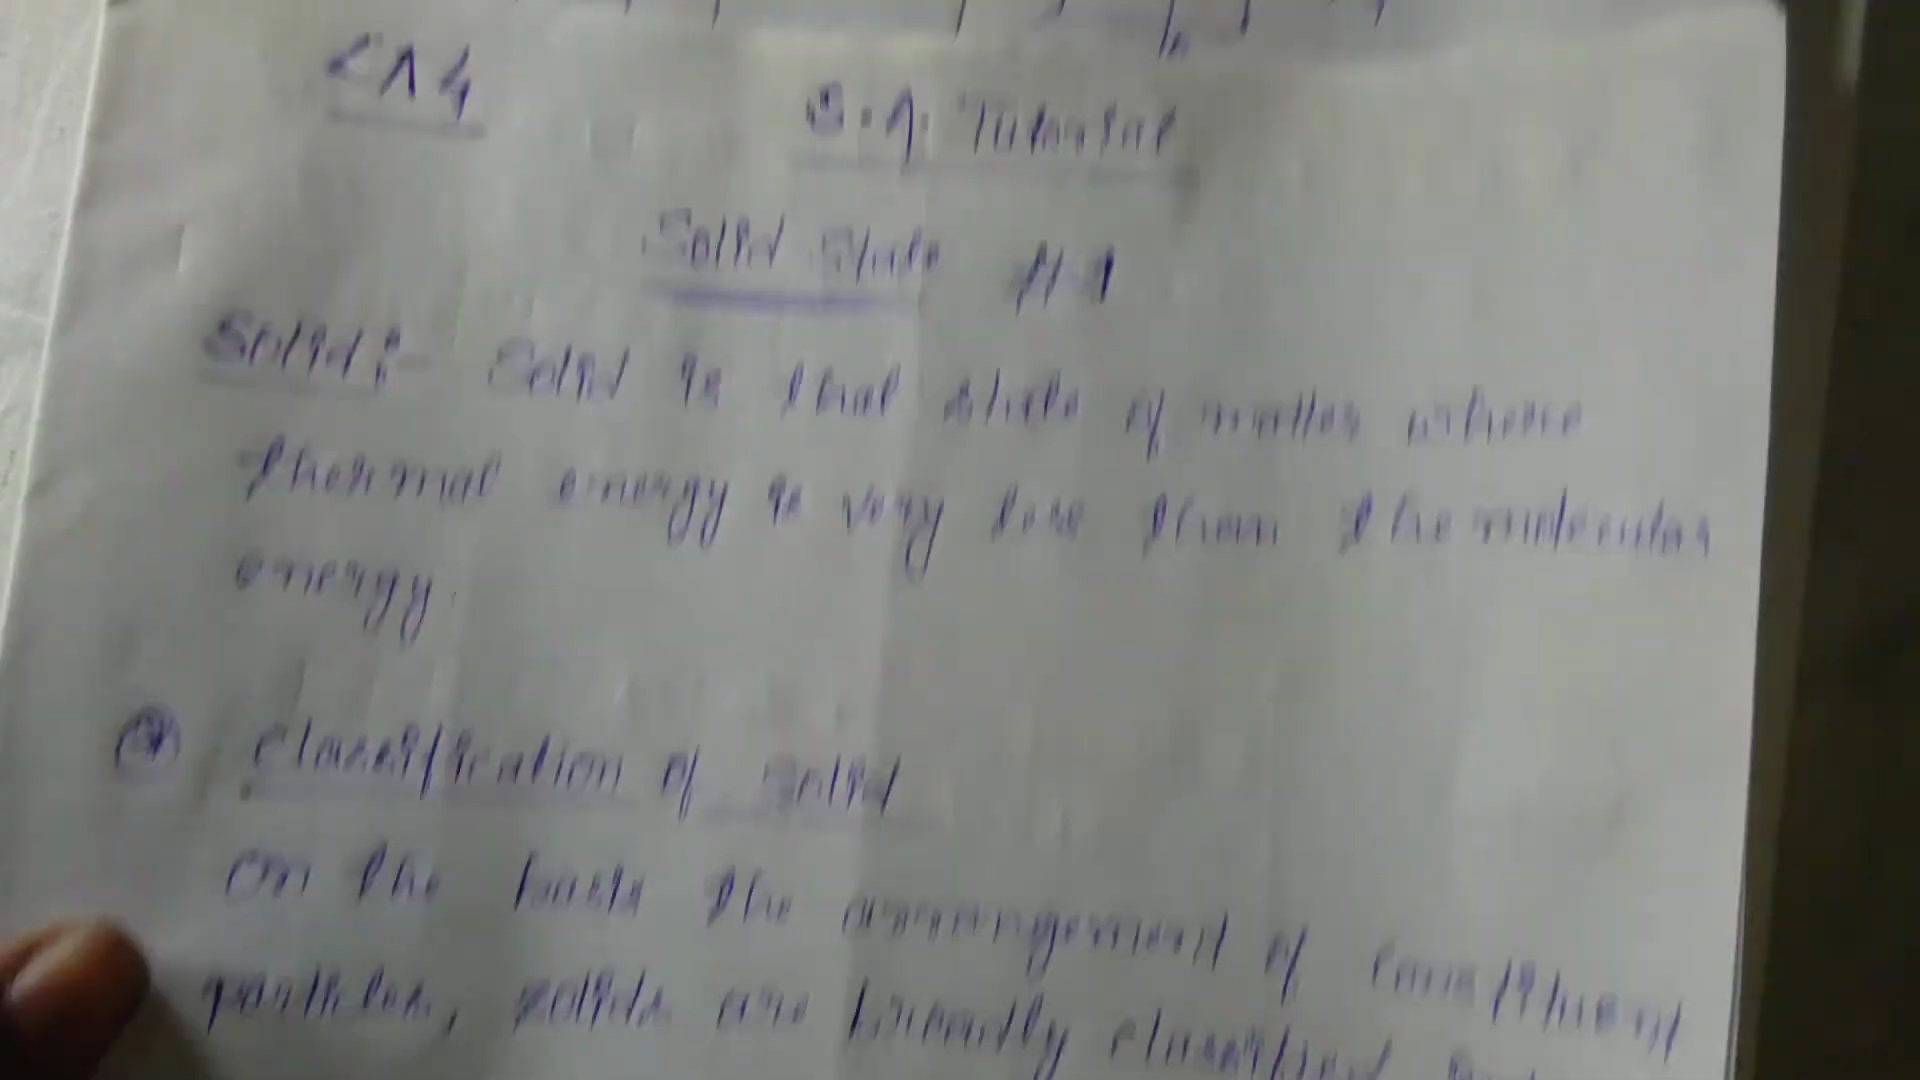 S.A. Tutorial
Solid State
Solid:- Solid is that state of matter where
thermal energy is very low than the molecular
energy.
Classification of solid
On the basis the arrangement of constituent
particles, solids are broadly classified